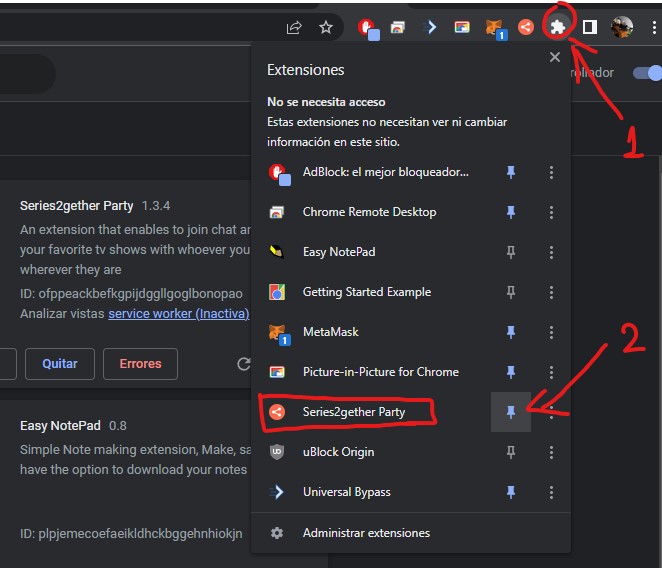 1
Extensiones
rollador
No se necesita acceso
Estas extensiones no necesitan ver ni cambiar
información en este sitio.
1
AdBlock: el mejor bloqueador...
Chrome Remote Desktop
Easy NotePad
Getting Started Example
MetaMask
1
Picture-in-Picture for Chrome
2
Series2gether Party
uBlock Origin
Universal Bypass
Administrar extensiones
Series2gether Party 1.3.4
An extension that enables to join chat an
your favorite tv shows with whoever you
wherever they are
ID: ofppeackbefkgpijdggllgoglbonopao
Analizar vistas service worker (Inactiva)
Quitar
Errores
Easy NotePad 0.8
Simple Note making extension, Make, sa
have the option to download your notes
ID: plpjemecoefaeikldhckbggehnhiokjn